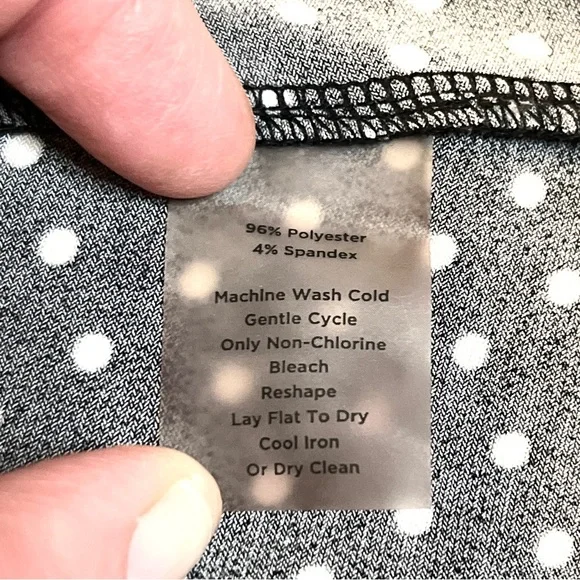 96% Polyester
4% Spandex
Machine Wash Cold
Gentle Cycle
Only Non-Chlorine
Bleach
Reshape
Lay Flat To Dry
Cool Iron
Or Dry Clean